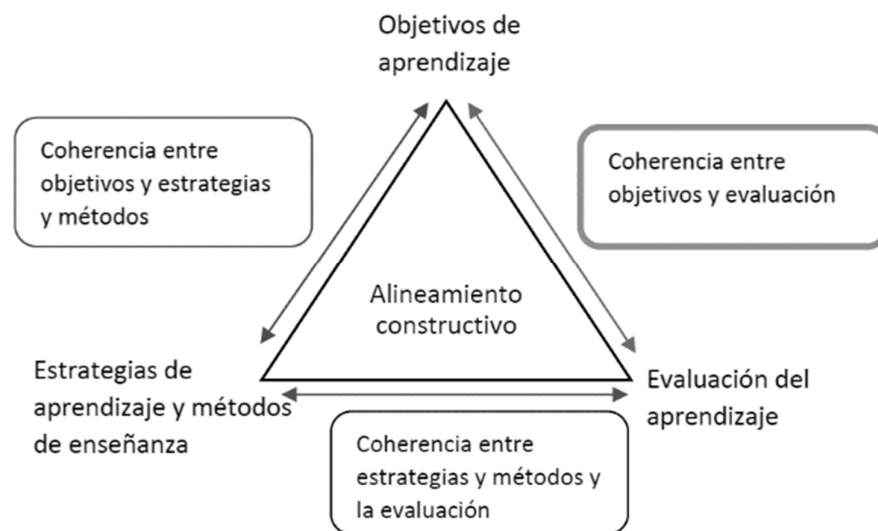 Objetivos de
aprendizaje
Coherencia entre
objetivos y estrategias
y métodos
Coherencia entre
objetivos y evaluación
Alineamiento
constructivo
Estrategias de
aprendizaje y métodos
de enseñanza
Evaluación del
aprendizaje
Coherencia entre
estrategias y métodos y
la evaluación